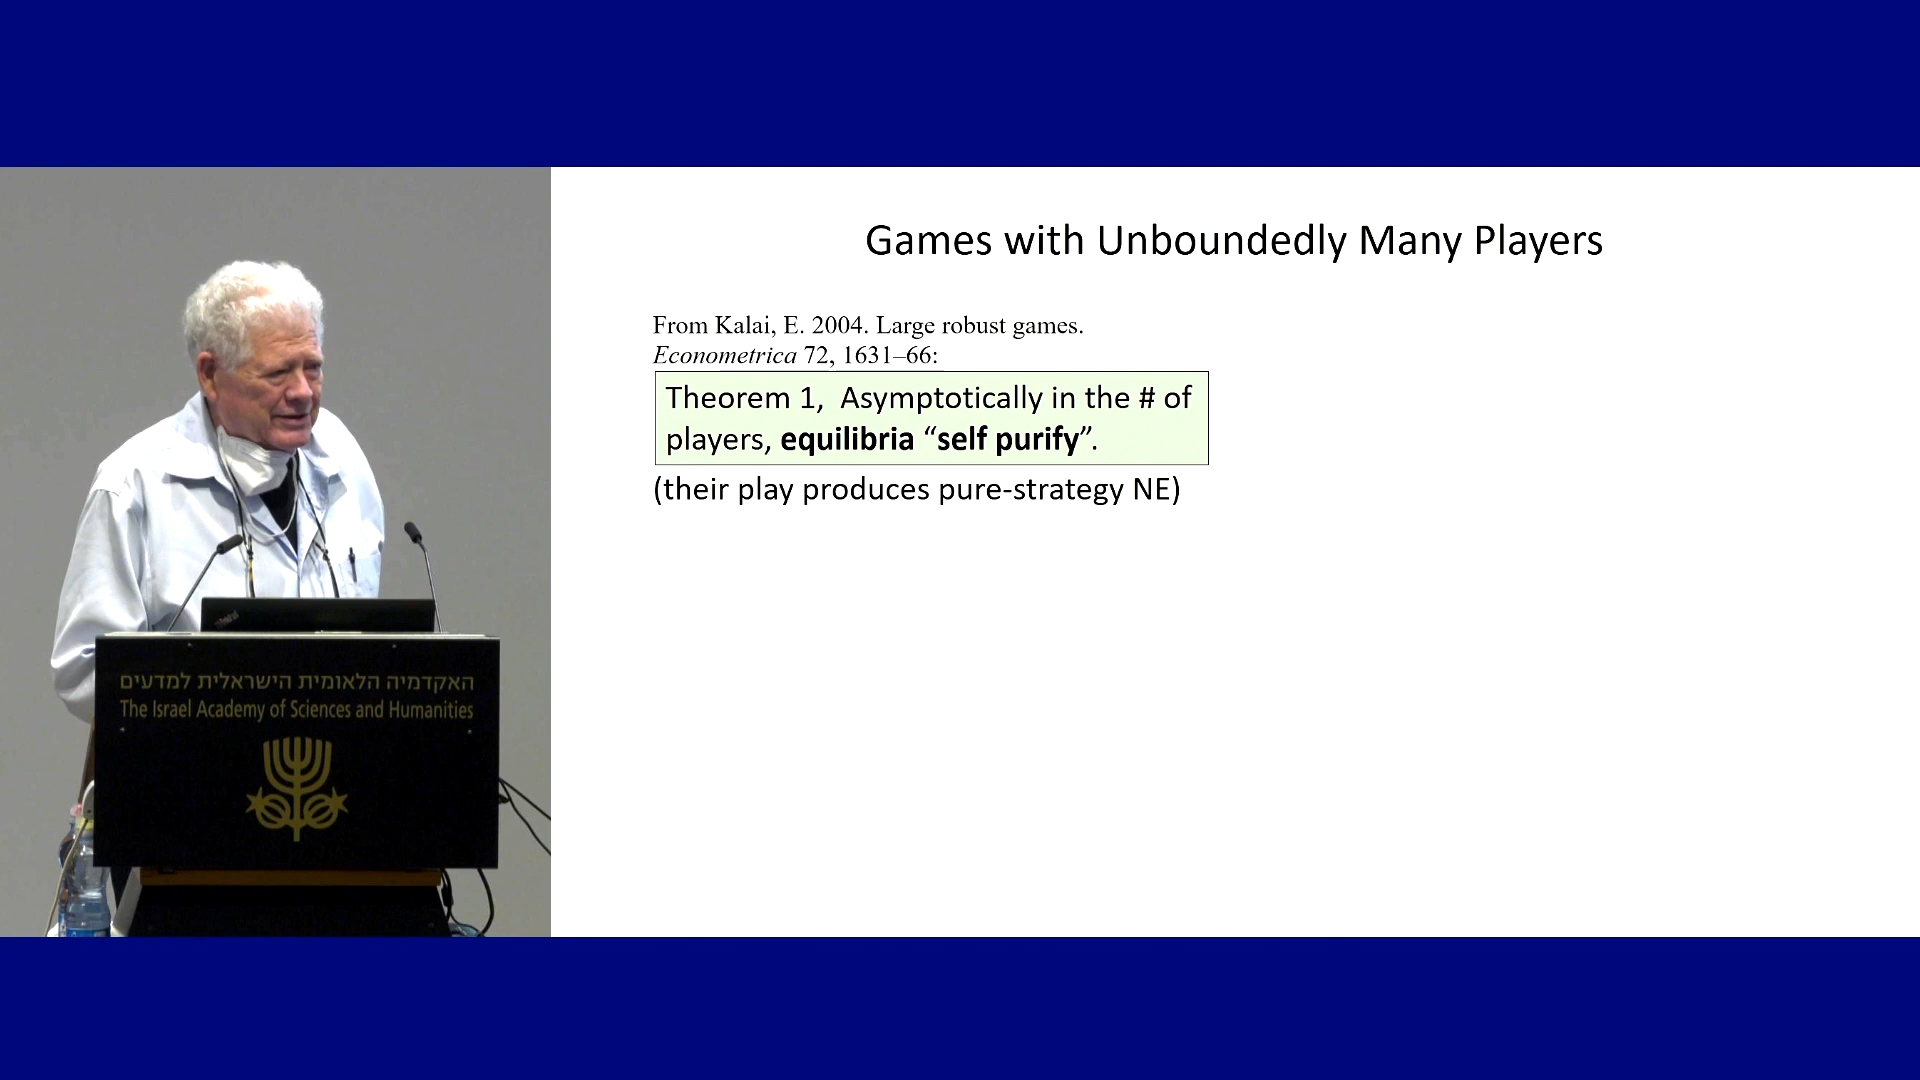 Games with Unboundedly Many Players
From Kalai, E. 2004. Large robust games.
Econometrica 72, 1631–66:
Theorem 1,  Asymptotically in the # of
players, equilibria “self purify”.
(their play produces pure-strategy NE)
האקדמיה הלאומית הישראלית למדעים
The Israel Academy of Sciences and Humanities